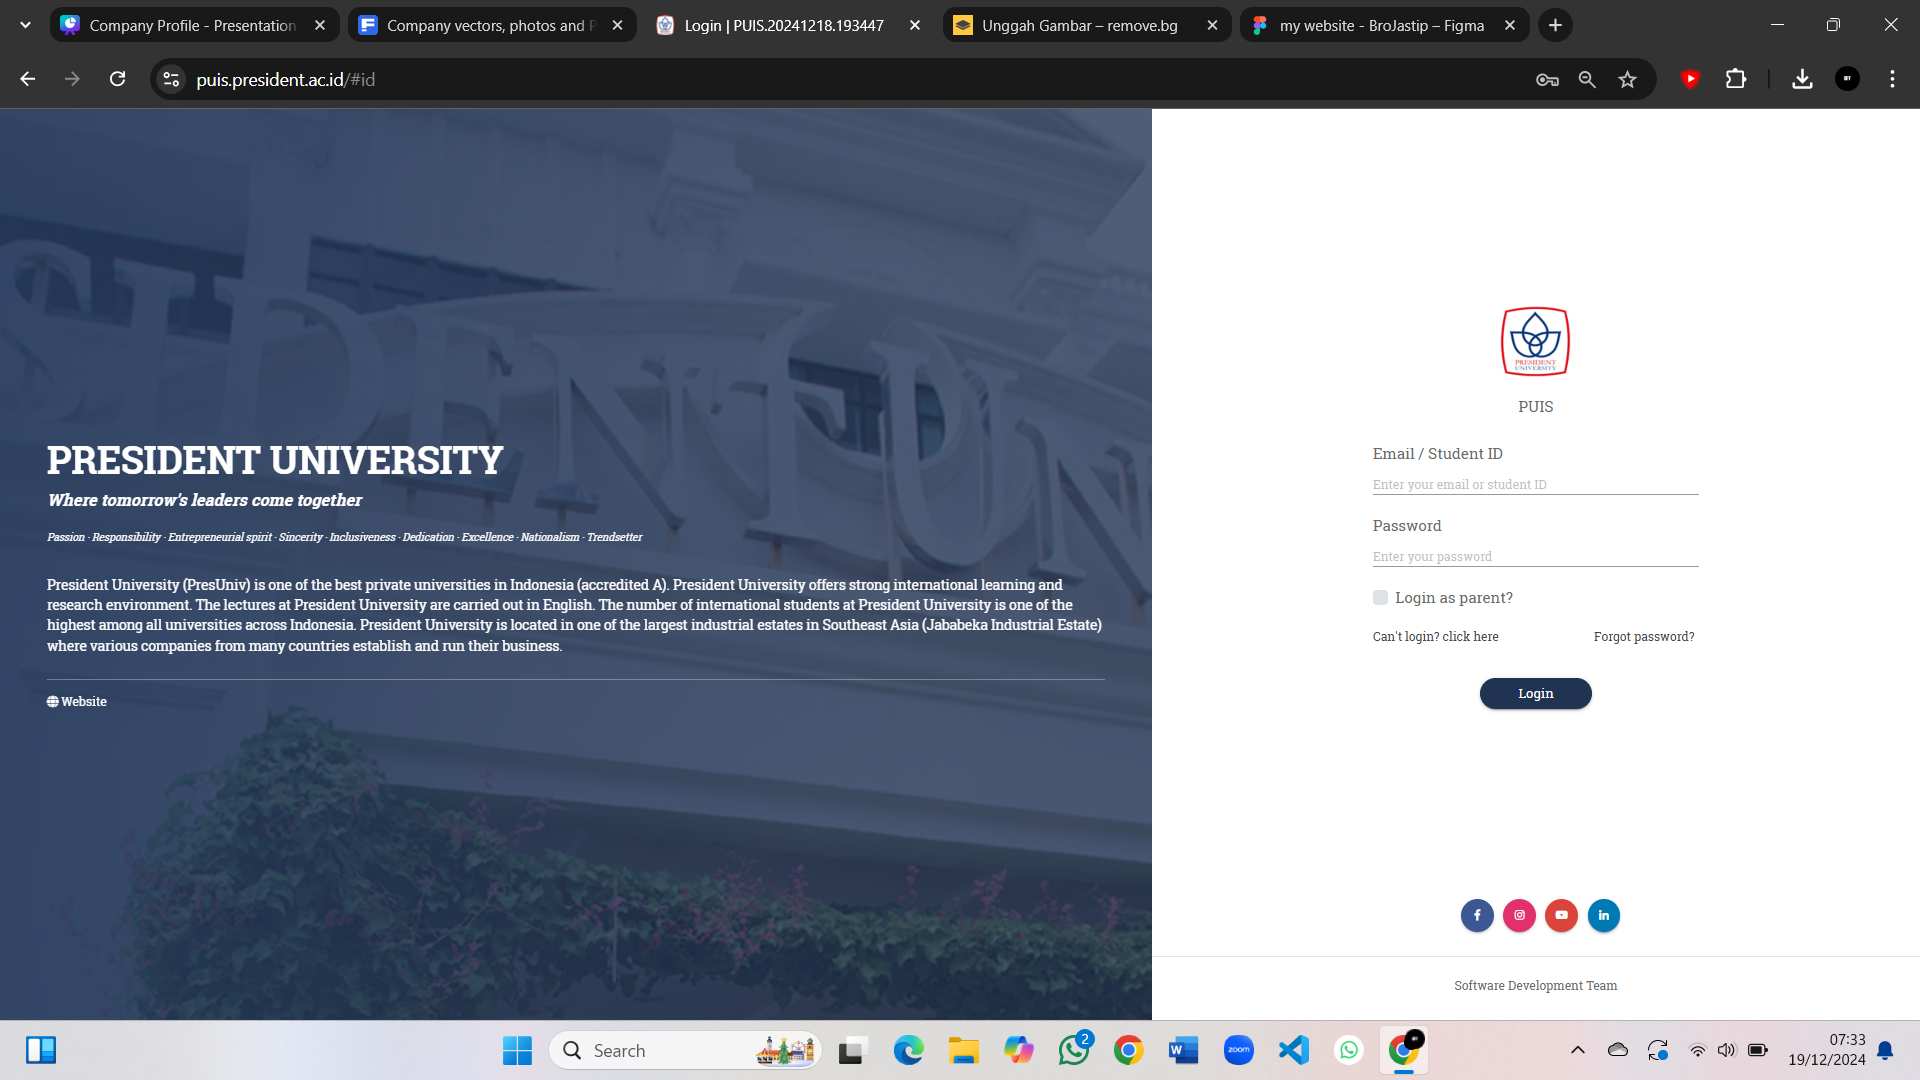 Company Profile - Presentation
Company vectors, photos and P
Login | PUIS.20241218.193447
Unggah Gambar – remove.bg
my website - BroJastip – Figma
puis.president.ac.id/#id
PRESIDENT UNIVERSITY
Where tomorrow's leaders come together
Passion · Responsibility · Entrepreneurial spirit · Sincerity · Inclusiveness · Dedication · Excellence · Nationalism · Trendsetter
President University (PresUniv) is one of the best private universities in Indonesia (accredited A). President University offers strong international learning and
research environment. The lectures at President University are carried out in English. The number of international students at President University is one of the
highest among all universities across Indonesia. President University is located in one of the largest industrial estates in Southeast Asia (Jababeka Industrial Estate)
where various companies from many countries establish and run their business.
Website
PRESIDENT
UNIVERSITY
PUIS
Email / Student ID
Enter your email or student ID
Password
Enter your password
Login as parent?
Can't login? click here
Forgot password?
Login
Software Development Team
Search
2
zoom
07:33
19/12/2024